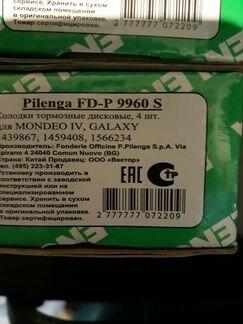 сервисе. Хранить в сухом
складском помещении
в оригинальной упаковке.
Товар сертифицирован.
2 777777 072209
Pilenga FD-P 9960 S
Колодки тормозные дисковые, 4 шт.
для MONDEO IV, GALAXY
1439867, 1459408, 1566234
Производитель: Fonderie Officine P.Pilenga S.p.A. Via
Spirano 4 24040 Comun Nuovo (BG)
Страна: Китай Продавец: ООО «Вектор»
тел. (495) 223-31-87
Установку производить в
соответствии с заводской
инструкцией или на
специализированном
сервисе. Хранить в сухом
складском помещении
в оригинальной упаковке.
Товар сертифицирован.
EAC
2 777777 072209